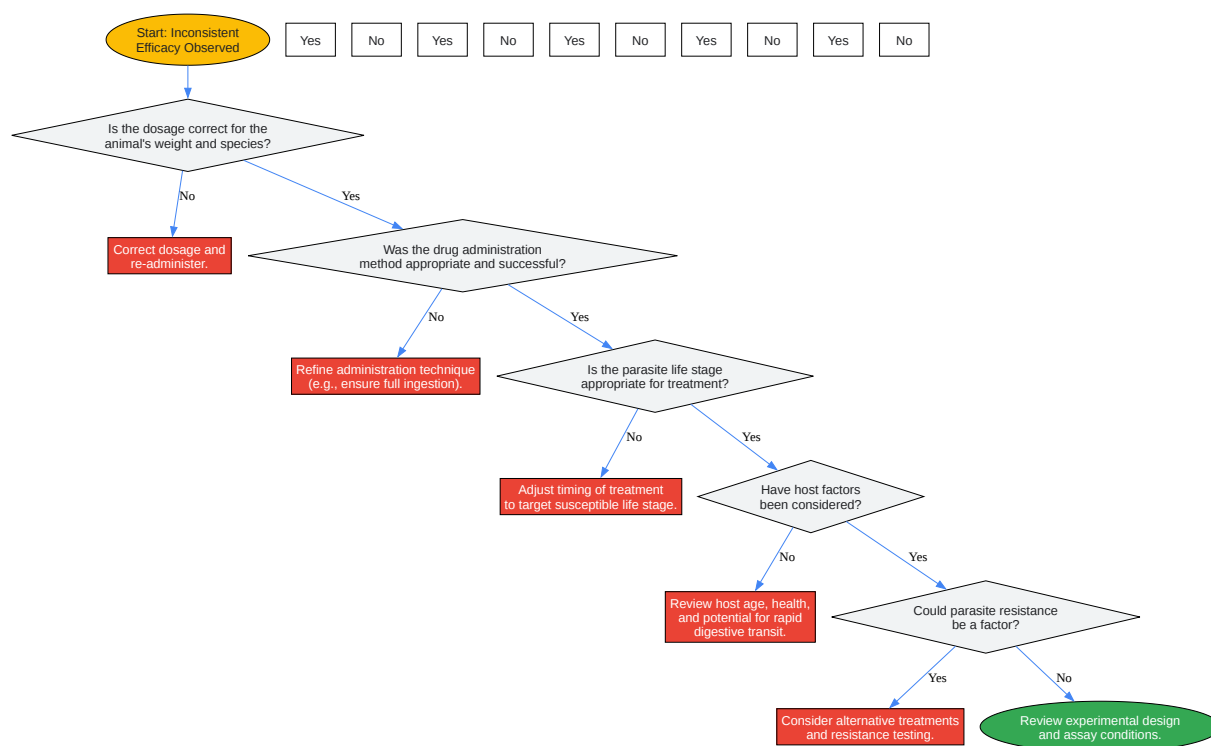 Start: Inconsistent
Efficacy Observed
Yes
No
Yes
No
Yes
No
Yes
No
Yes
No
Is the dosage correct for the
animal's weight and species?
No
Yes
Correct dosage and
re-administer.
Was the drug administration
method appropriate and successful?
No
Yes
Refine administration technique
(e.g., ensure full ingestion).
Is the parasite life stage
appropriate for treatment?
No
Yes
Adjust timing of treatment
to target susceptible life stage.
Have host factors
been considered?
No
Yes
Review host age, health,
and potential for rapid
digestive transit.
Could parasite resistance
be a factor?
Yes
No
Consider alternative treatments
and resistance testing.
Review experimental design
and assay conditions.